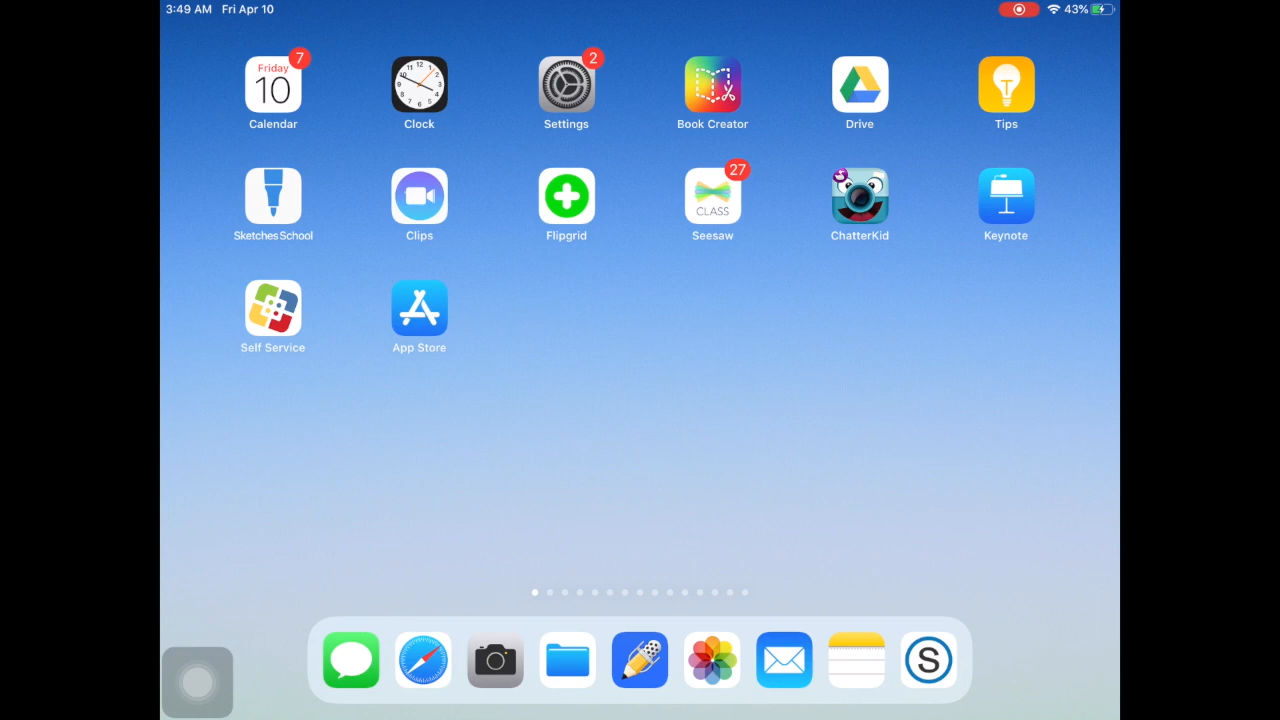 3:49 AM Fri Apr 10 43%
7 2
Friday
10
Calendar Clock Settings Book Creator Drive Tips
27
CLASS
Sketches School Clips Flipgrid Seesaw ChatterKid Keynote
Self Service App Store
S